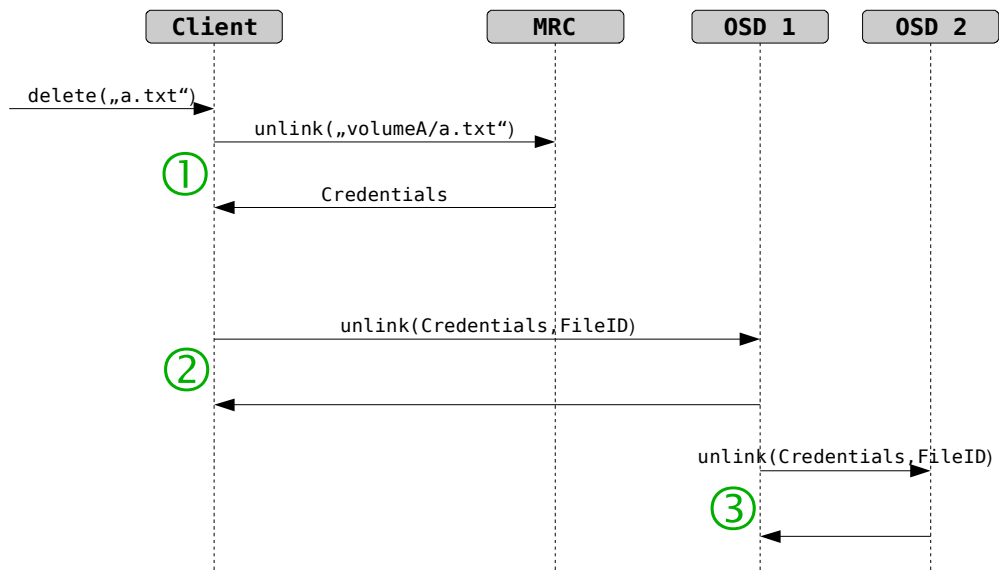 Client MRC OSD 1 OSD 2
delete(„a.txt“)
unlink(„volumeA/a.txt“)
①
Credentials
unlink(Credentials,FileID)
②
unlink(Credentials,FileID)
③